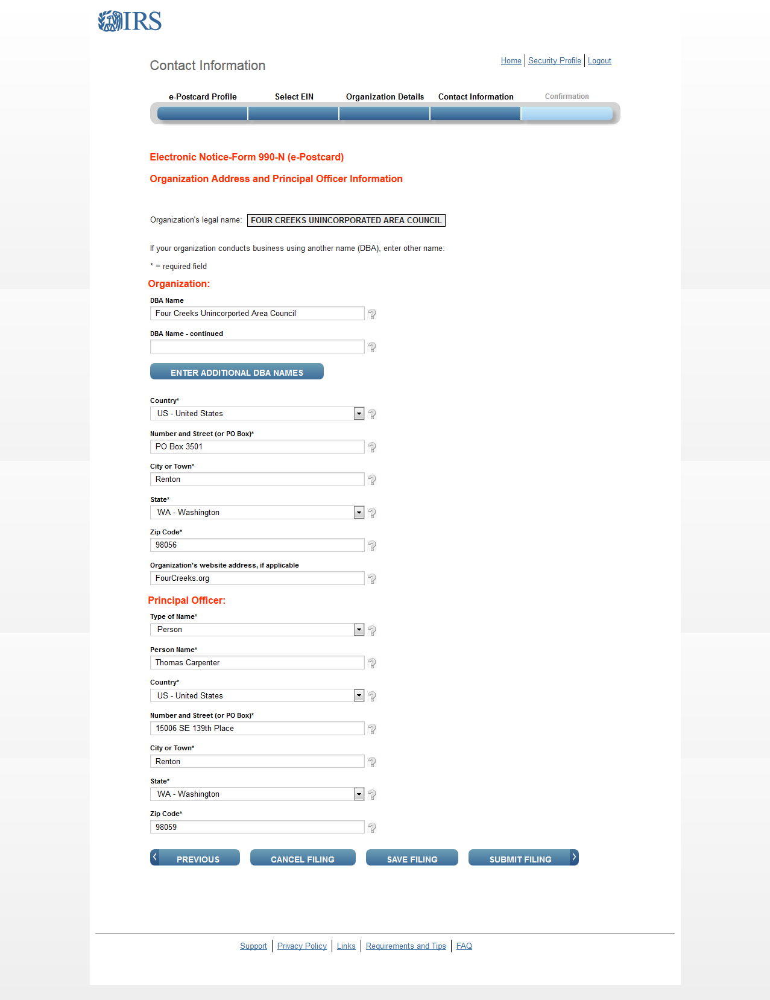 IRS
Contact Information
Home Security Profile Logout
e-Postcard Profile Select EIN Organization Details Contact Information Confirmation
Electronic Notice-Form 990-N (e-Postcard)
Organization Address and Principal Officer Information
Organization's legal name: FOUR CREEKS UNINCORPORATED AREA COUNCIL
If your organization conducts business using another name (DBA), enter other name:
* = required field
Organization:
DBA Name
Four Creeks Unincorported Area Council
DBA Name - continued
ENTER ADDITIONAL DBA NAMES
Country*
US - United States
Number and Street (or PO Box)*
PO Box 3501
City or Town*
Renton
State*
WA - Washington
Zip Code*
98056
Organization's website address, if applicable
FourCreeks.org
Principal Officer:
Type of Name*
Person
Person Name*
Thomas Carpenter
Country*
US - United States
Number and Street (or PO Box)*
15006 SE 139th Place
City or Town*
Renton
State*
WA - Washington
Zip Code*
98059
PREVIOUS CANCEL FILING SAVE FILING SUBMIT FILING
Support Privacy Policy Links Requirements and Tips FAQ